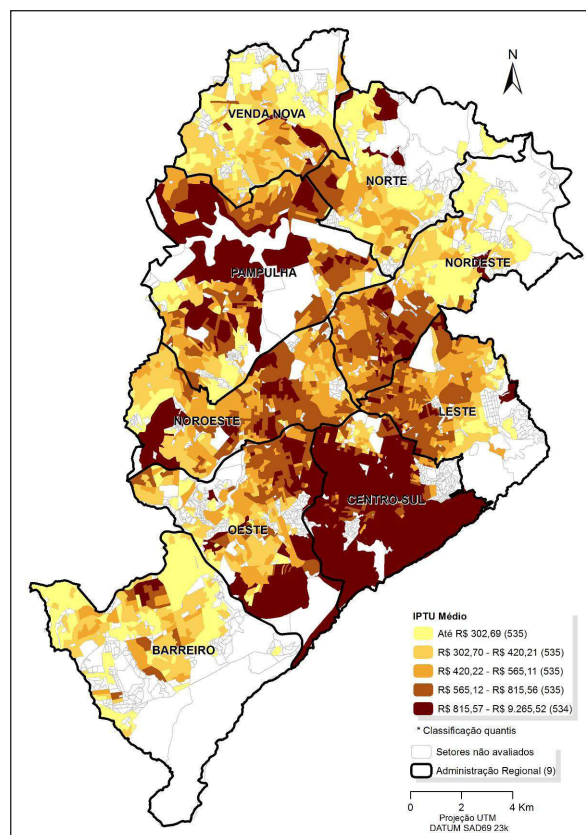 N
VENDA NOVA
NORTE
NORDESTE
PAMPULHA
NOROESTE
LESTE
CENTRO-SUL
OESTE
BARREIRO
IPTU Médio
Até R$ 302,69 (535)
R$ 302,70 - R$ 420,21 (535)
R$ 420,22 - R$ 565,11 (535)
R$ 565,12 - R$ 815,56 (535)
R$ 815,57 - R$ 9.265,52 (534)
* Classificação quantis
Setores não avaliados
Administração Regional (9)
0 2 4 Km
Projeção UTM
DATUM SAD69 23k